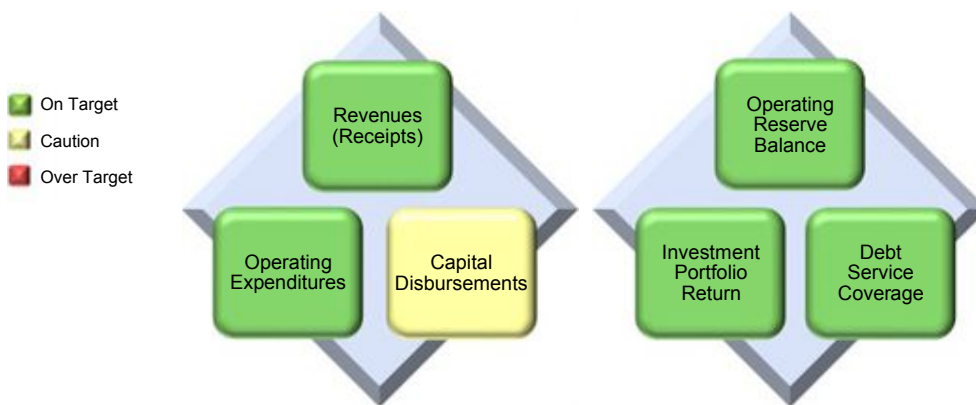 On Target
Caution
Over Target
Revenues
(Receipts)
Operating
Expenditures
Capital
Disbursements
Operating
Reserve
Balance
Investment
Portfolio
Return
Debt
Service
Coverage